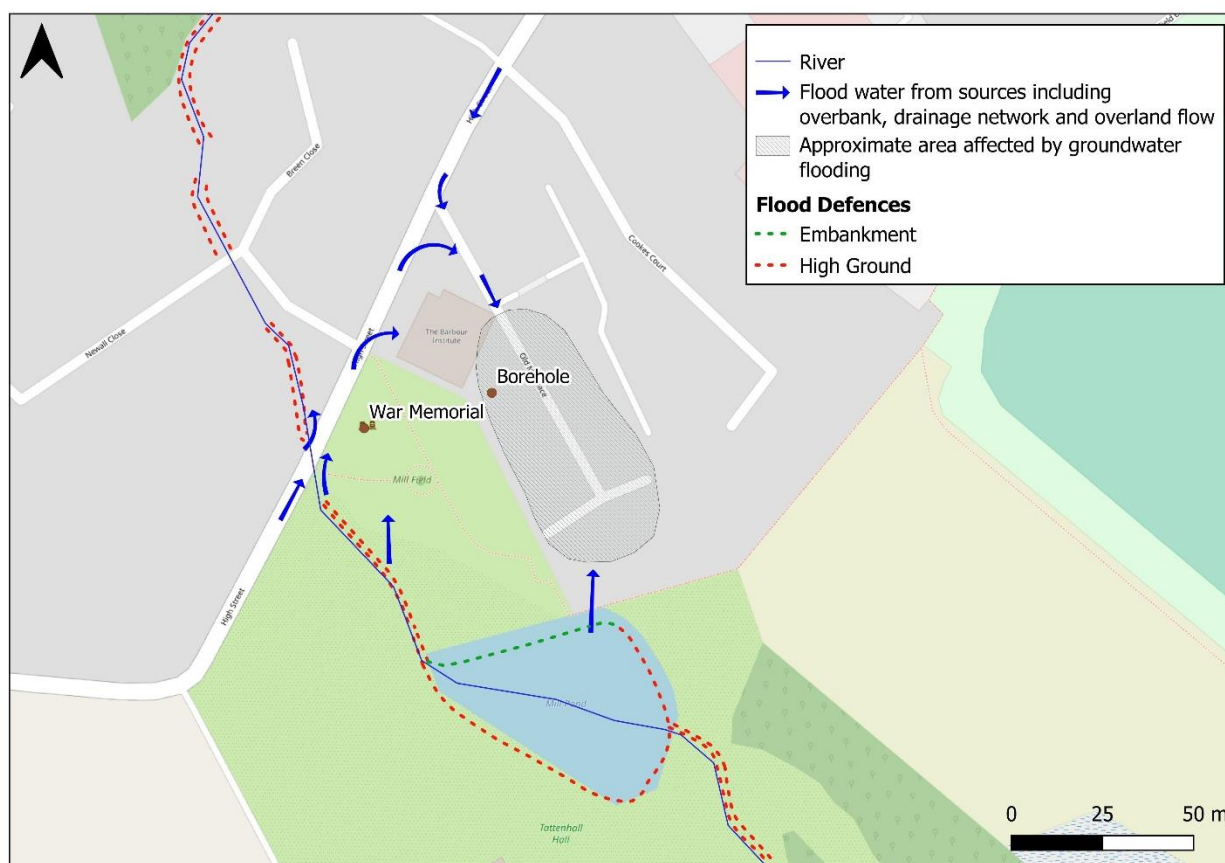 River
Flood water from sources including
overbank, drainage network and overland flow
Approximate area affected by groundwater
flooding
Flood Defences
Embankment
High Ground
Breen Close
Cookes Court
Newall Close
The Barbour
Institute
Borehole
War Memorial
Mill Field
High Street
Mill Pond
Tattenhall
Hall
0 25 50 m